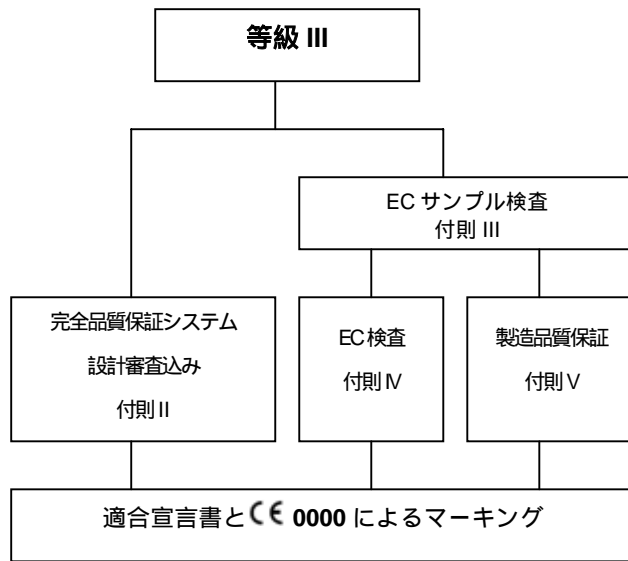 等級 III
EC サンプル検査
付則 III
完全品質保証システム
設計審査込み
付則 II
EC 検査
付則 IV
製造品質保証
付則 V
適合宣言書と CE 0000 によるマーキング